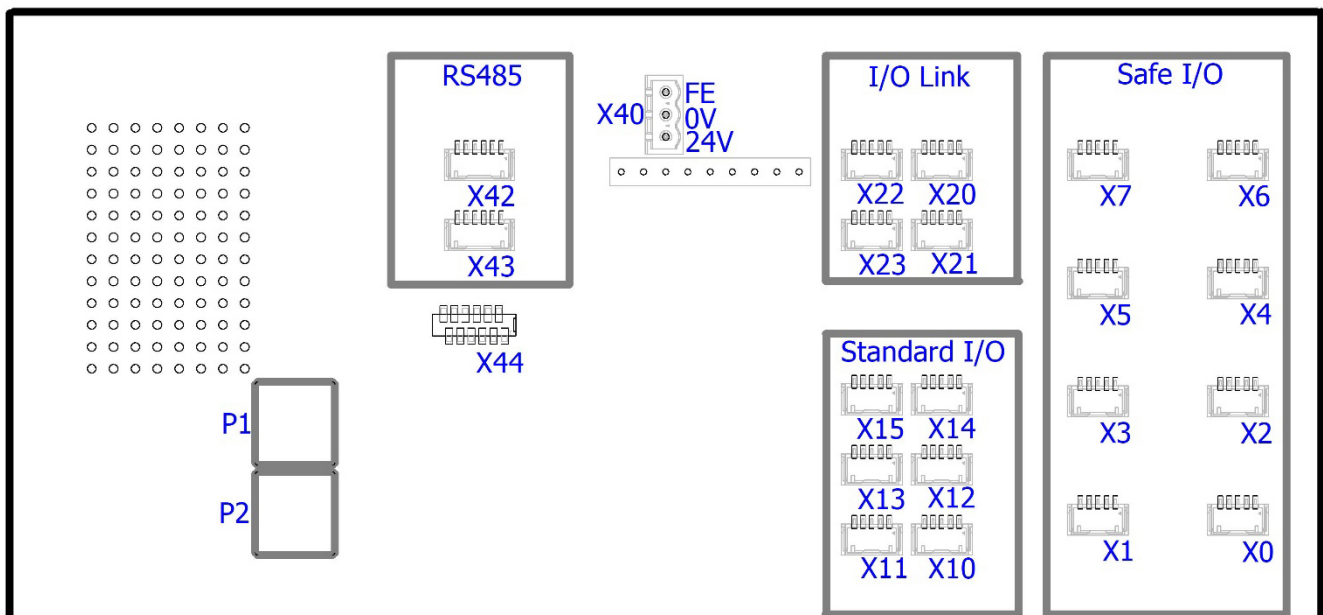 RS485
X42
X43
X44
X40
FE
0V
24V
I/O Link
X22 X20
X23 X21
Standard I/O
X15 X14
X13 X12
X11 X10
Safe I/O
X7 X6
X5 X4
X3 X2
X1 X0
P1
P2